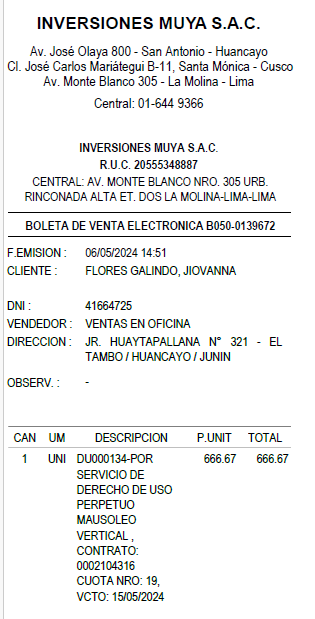 INVERSIONES MUYA S.A.C.
Av. José Olaya 800 - San Antonio - Huancayo
Cl. José Carlos Mariátegui B-11, Santa Mónica - Cusco
Av. Monte Blanco 305 - La Molina - Lima
Central: 01-644 9366
INVERSIONES MUYA S.A.C.
R.U.C. 20555348887
CENTRAL: AV. MONTE BLANCO NRO. 305 URB.
RINCONADA ALTA ET. DOS LA MOLINA-LIMA-LIMA
BOLETA DE VENTA ELECTRONICA B050-0139672
F.EMISION : 06/05/2024 14:51
CLIENTE : FLORES GALINDO, JIOVANNA
DNI : 41664725
VENDEDOR : VENTAS EN OFICINA
DIRECCION : JR. HUAYTAPALLANA N° 321 - EL
TAMBO / HUANCAYO / JUNIN
OBSERV. : -
CAN UM DESCRIPCION P.UNIT TOTAL
1 UNI DU000134-POR 666.67 666.67
SERVICIO DE
DERECHO DE USO
PERPETUO
MAUSOLEO
VERTICAL ,
CONTRATO:
0002104316
CUOTA NRO: 19,
VCTO: 15/05/2024